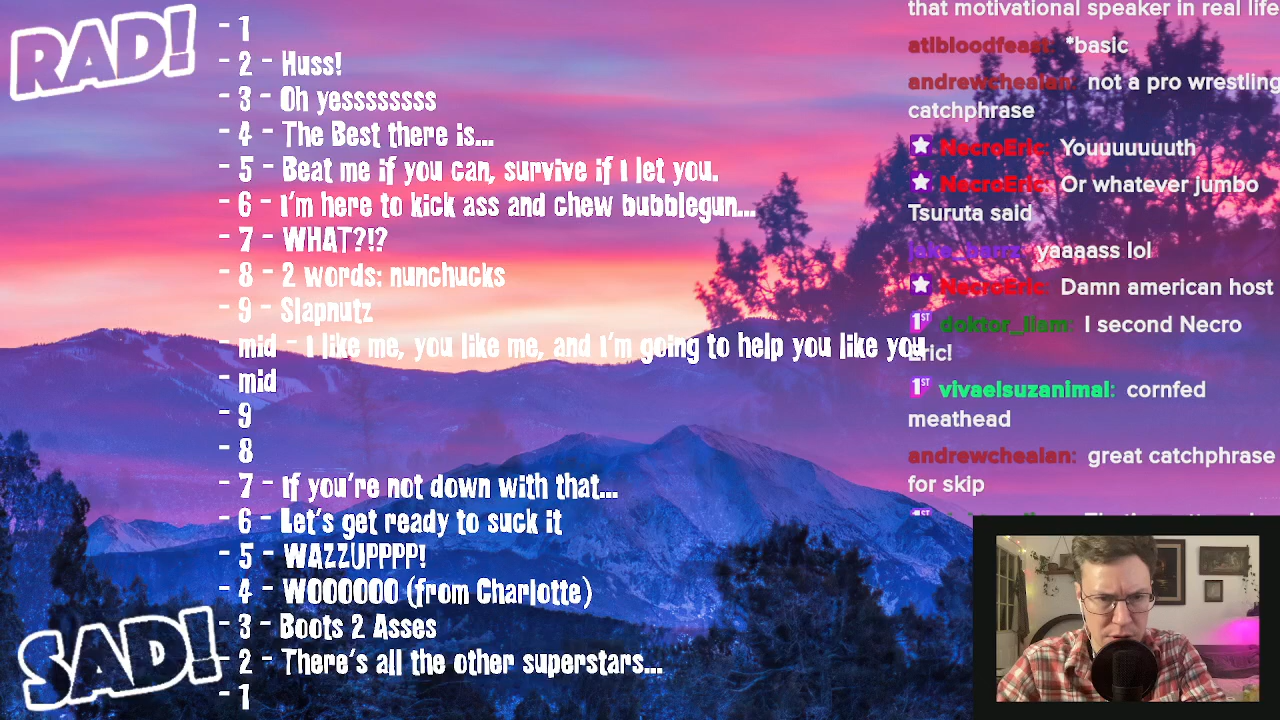 RAD!
- 1
- 2 - Huss!
- 3 - Oh yesssssss
- 4 - The Best there is...
- 5 - Beat me if you can, survive if I let you.
- 6 - I'm here to kick ass and chew bubblegun...
- 7 - WHAT?!?
- 8 - 2 words: nunchucks
- 9 - Slapnutz
- mid - I like me, you like me, and I'm going to help you like you
- mid
- 9
- 8
- 7 - If you're not down with that...
- 6 - Let's get ready to suck it
- 5 - WAZZUPPPP!
- 4 - WOOOOOO (from Charlotte)
- 3 - Boots 2 Asses
- 2 - There's all the other superstars...
- 1
SAD!
that motivational speaker in real life
atibloodfeast: *basic
andrewchealan: not a pro wrestling
catchphrase
NecroEric: Youuuuuuuth
NecroEric: Or whatever jumbo
Tsuruta said
jake_barrz: yaaaass lol
NecroEric: Damn american host
1ST doktor_liam: I second Necro
Eric!
1ST vivaelsuzanimal: cornfed
meathead
andrewchealan: great catchphrase
for skip